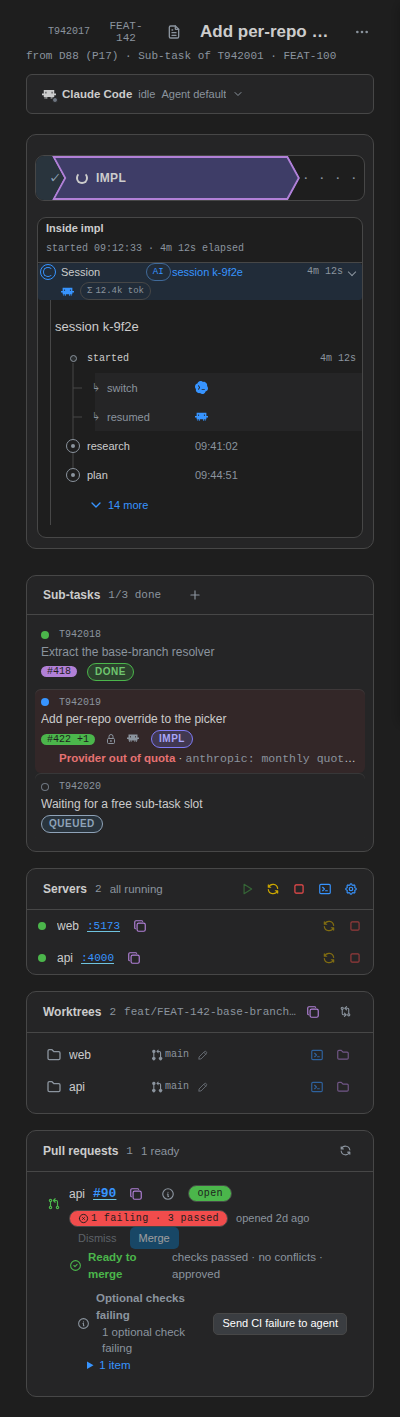 T942017 FEAT-142 Add per-repo …
from D88 (P17) · Sub-task of T942001 · FEAT-100
Claude Code idle Agent default
IMPL
Inside impl
started 09:12:33 · 4m 12s elapsed
Session AI session k-9f2e 4m 12s
Σ 12.4k tok
session k-9f2e
started 4m 12s
↳ switch
↳ resumed
research 09:41:02
plan 09:44:51
14 more
Sub-tasks 1/3 done
T942018
Extract the base-branch resolver
#418 DONE
T942019
Add per-repo override to the picker
#422 +1 IMPL
Provider out of quota · anthropic: monthly quot…
T942020
Waiting for a free sub-task slot
QUEUED
Servers 2 all running
web :5173
api :4000
Worktrees 2 feat/FEAT-142-base-branch…
web main
api main
Pull requests 1 1 ready
api #90 open
1 failing · 3 passed opened 2d ago
Dismiss Merge
Ready to merge checks passed · no conflicts · approved
Optional checks failing
1 optional check failing
Send CI failure to agent
1 item